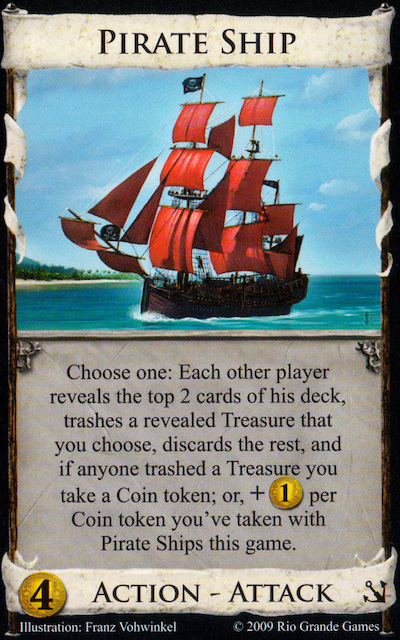 PIRATE SHIP
Choose one: Each other player
reveals the top 2 cards of his deck,
trashes a revealed Treasure that
you choose, discards the rest, and
if anyone trashed a Treasure you
take a Coin token; or, +1 per
Coin token you've taken with
Pirate Ships this game.
4 ACTION - ATTACK
Illustration: Franz Vohwinkel © 2009 Rio Grande Games